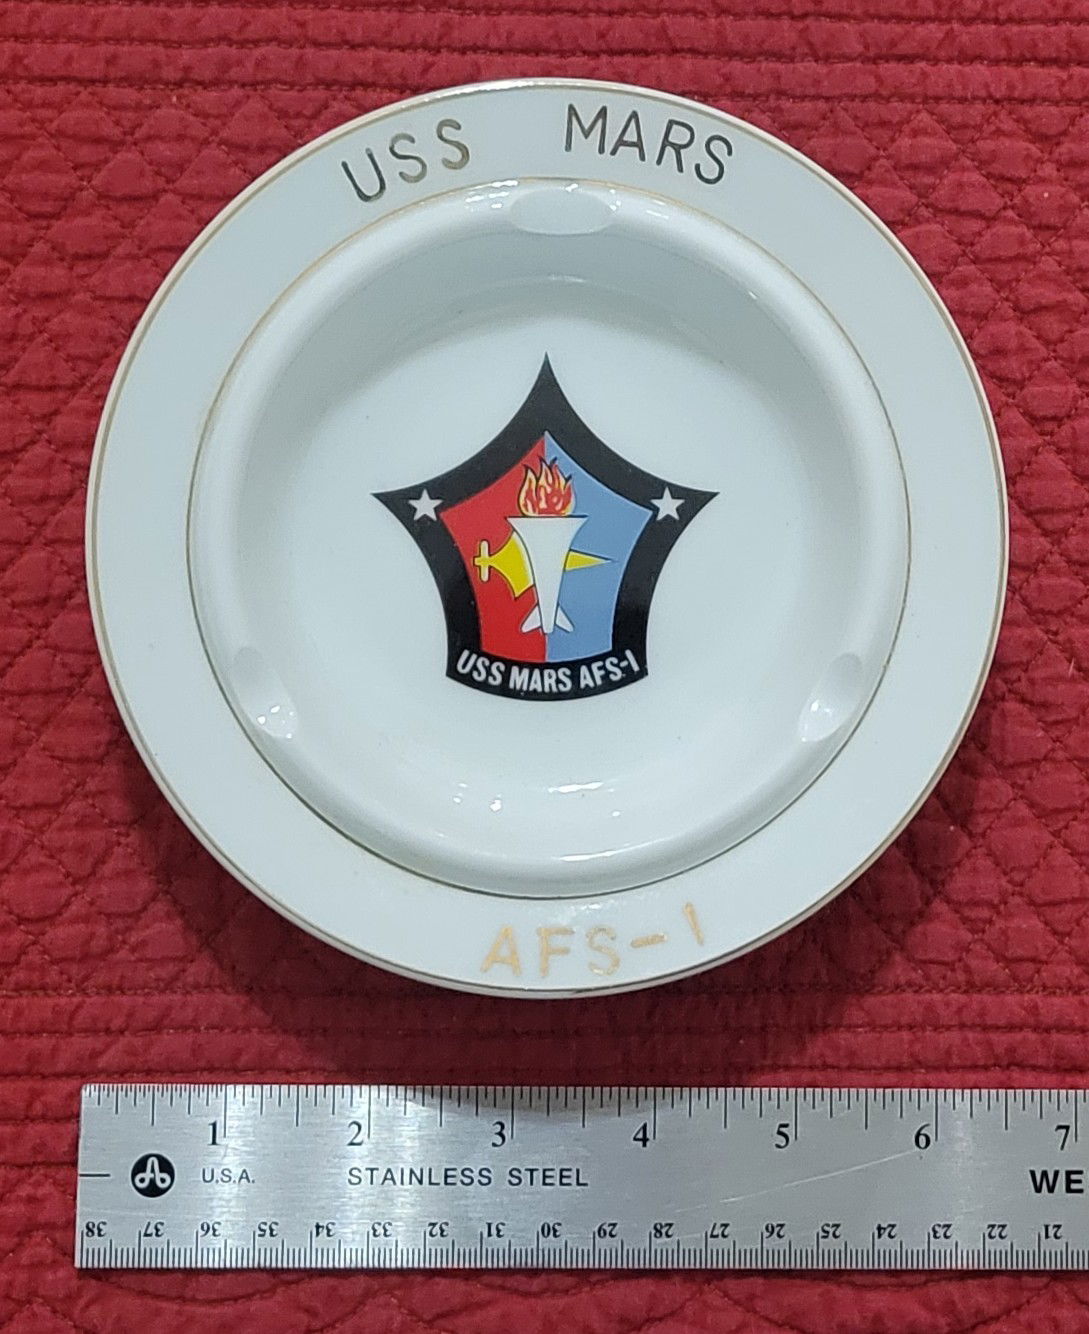 USS MARS
USS MARS AFS-1
AFS-1
1 2 3 4 5 6 7
U.S.A. STAINLESS STEEL WE
38 37 36 35 34 33 32 31 30 29 28 27 26 25 24 23 22 21